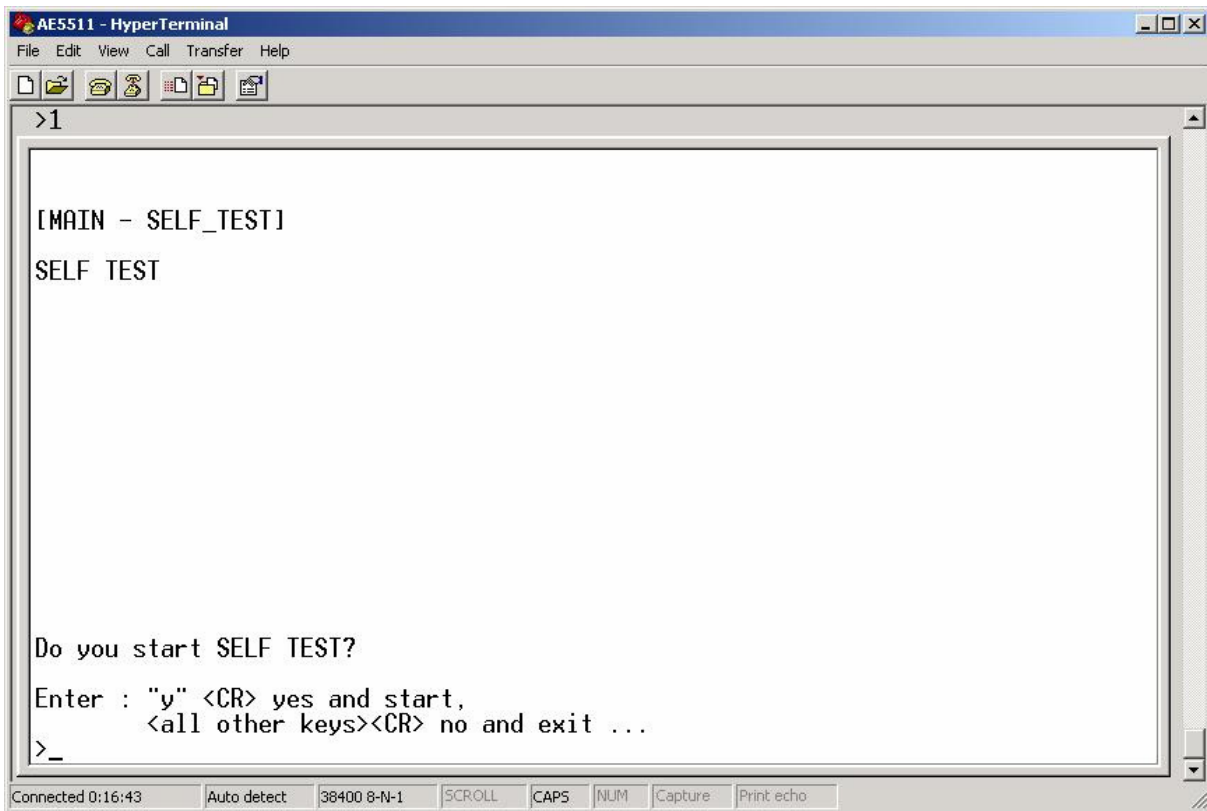 AE5511 - HyperTerminal
File Edit View Call Transfer Help
>1
[MAIN - SELF_TEST]
SELF TEST
Do you start SELF TEST?
Enter : "y" <CR> yes and start,
<all other keys><CR> no and exit ...
>_
Connected 0:16:43 Auto detect 38400 8-N-1 SCROLL CAPS NUM Capture Print echo